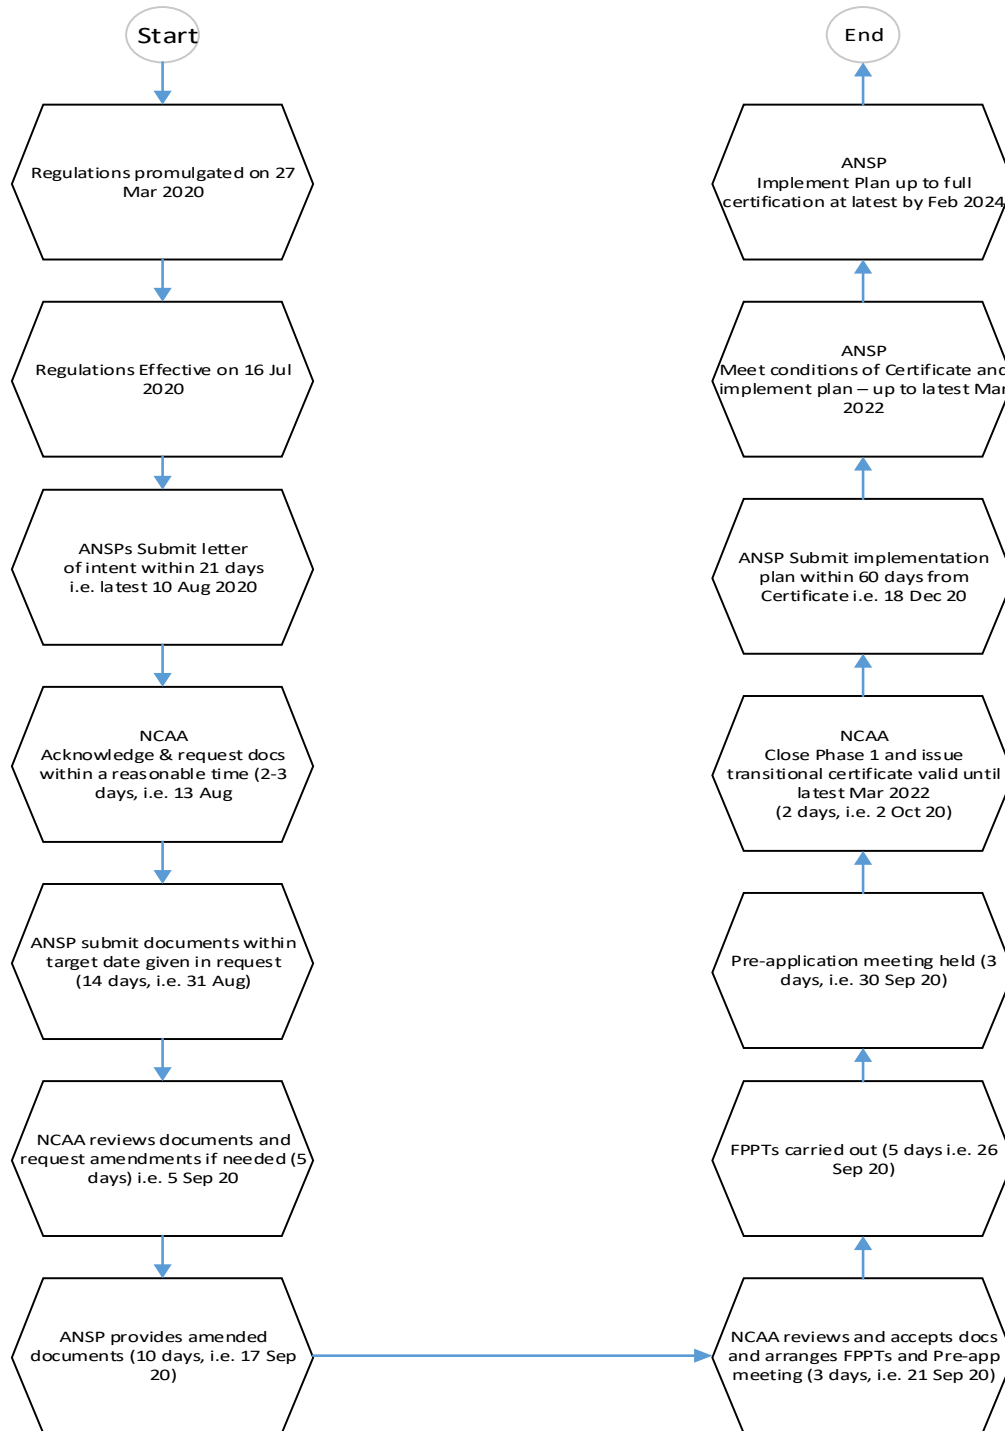 Start
Regulations promulgated on 27
Mar 2020
Regulations Effective on 16 Jul
2020
ANSPs Submit letter
of intent within 21 days
i.e. latest 10 Aug 2020
NCAA
Acknowledge & request docs
within a reasonable time (2-3
days, i.e. 13 Aug
ANSP submit documents within
target date given in request
(14 days, i.e. 31 Aug)
NCAA reviews documents and
request amendments if needed (5
days) i.e. 5 Sep 20
ANSP provides amended
documents (10 days, i.e. 17 Sep
20)
NCAA reviews and accepts docs
and arranges FPPTs and Pre-app
meeting (3 days, i.e. 21 Sep 20)
FPPTs carried out (5 days i.e. 26
Sep 20)
Pre-application meeting held (3
days, i.e. 30 Sep 20)
NCAA
Close Phase 1 and issue
transitional certificate valid until
latest Mar 2022
(2 days, i.e. 2 Oct 20)
ANSP Submit implementation
plan within 60 days from
Certificate i.e. 18 Dec 20
ANSP
Meet conditions of Certificate and
implement plan – up to latest Mar
2022
ANSP
Implement Plan up to full
certification at latest by Feb 2024
End